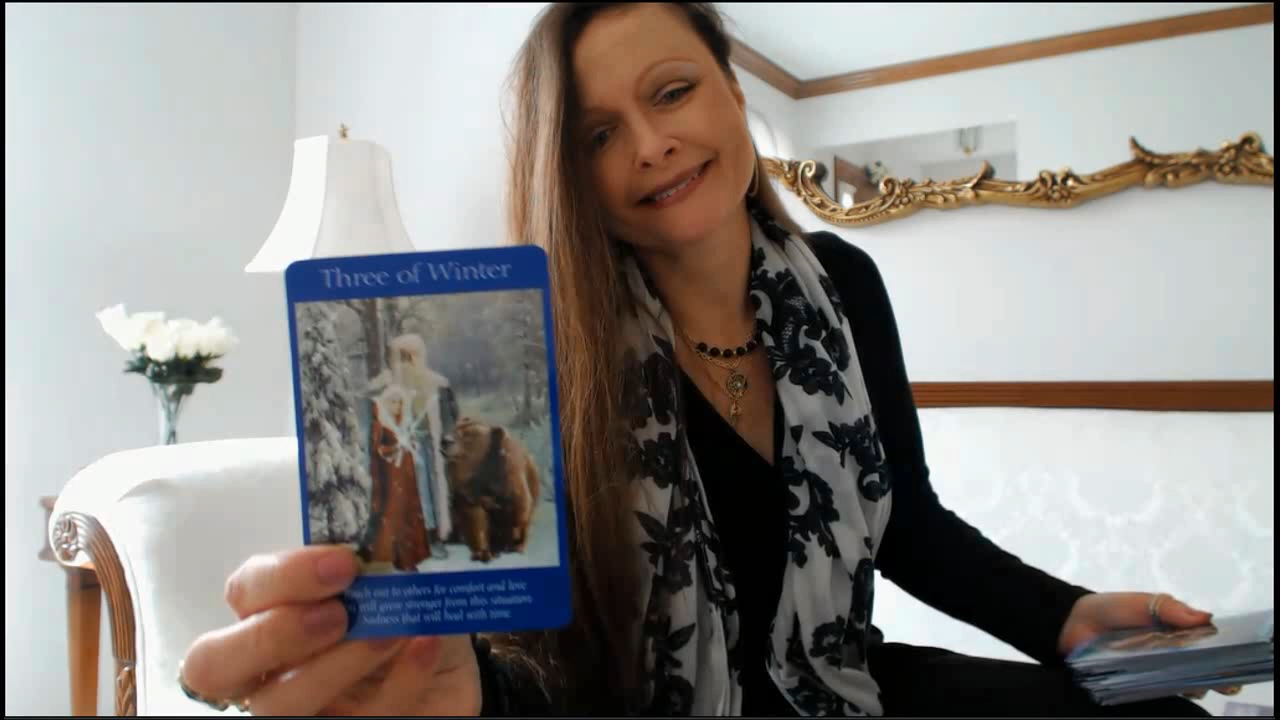 Three of Winter
out to others for comfort and love
will grow stronger from this situation
Sadness that will heal with time